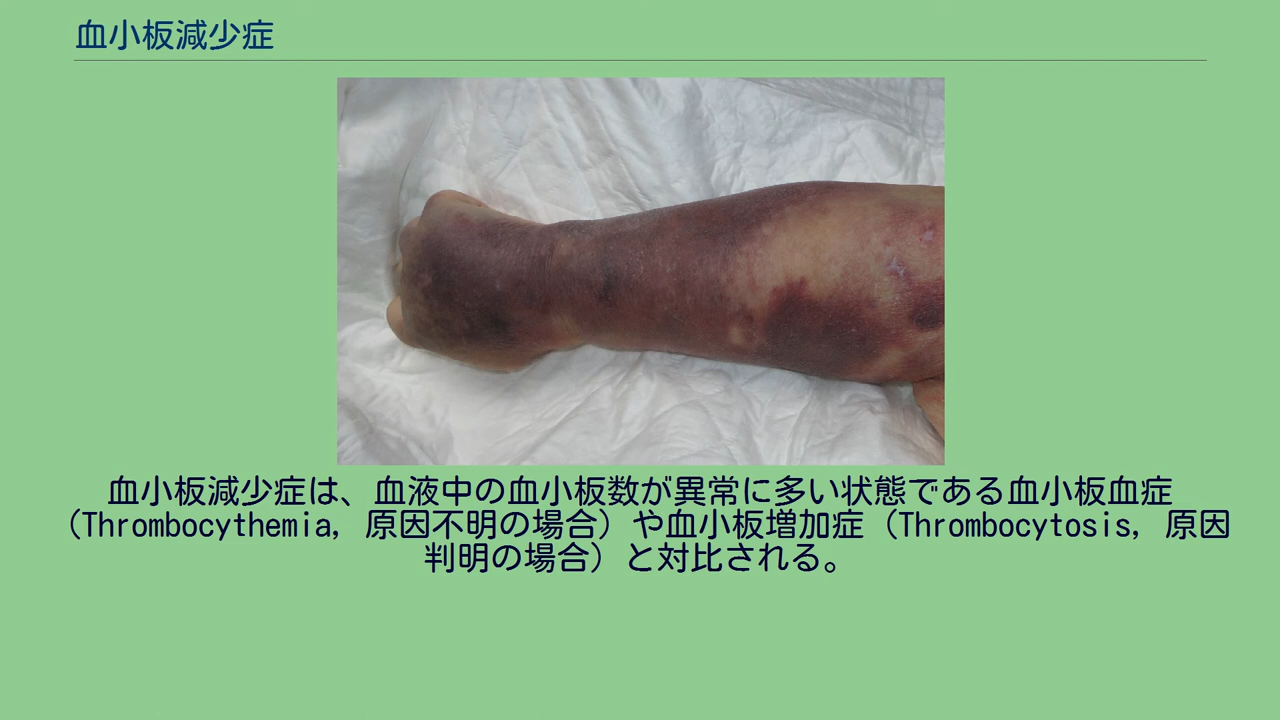 血小板減少症
血小板減少症は、血液中の血小板数が異常に多い状態である血小板血症
（Thrombocythemia, 原因不明の場合）や血小板増加症（Thrombocytosis, 原因
判明の場合）と対比される。